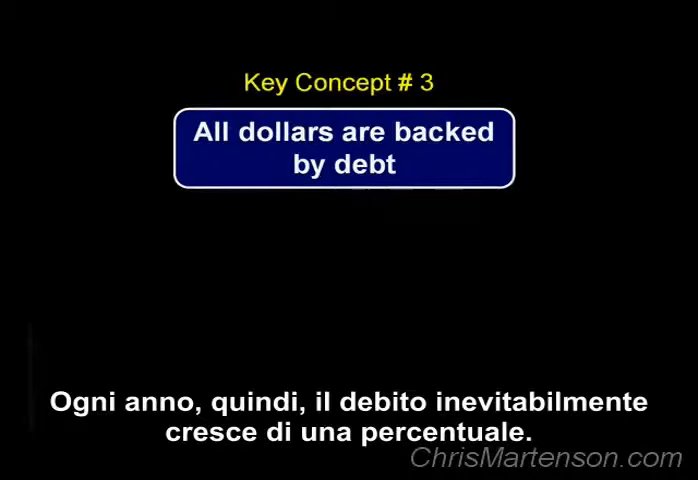 Key Concept # 3
All dollars are backed
by debt
Ogni anno, quindi, il debito inevitabilmente
cresce di una percentuale.
ChrisMartenson.com